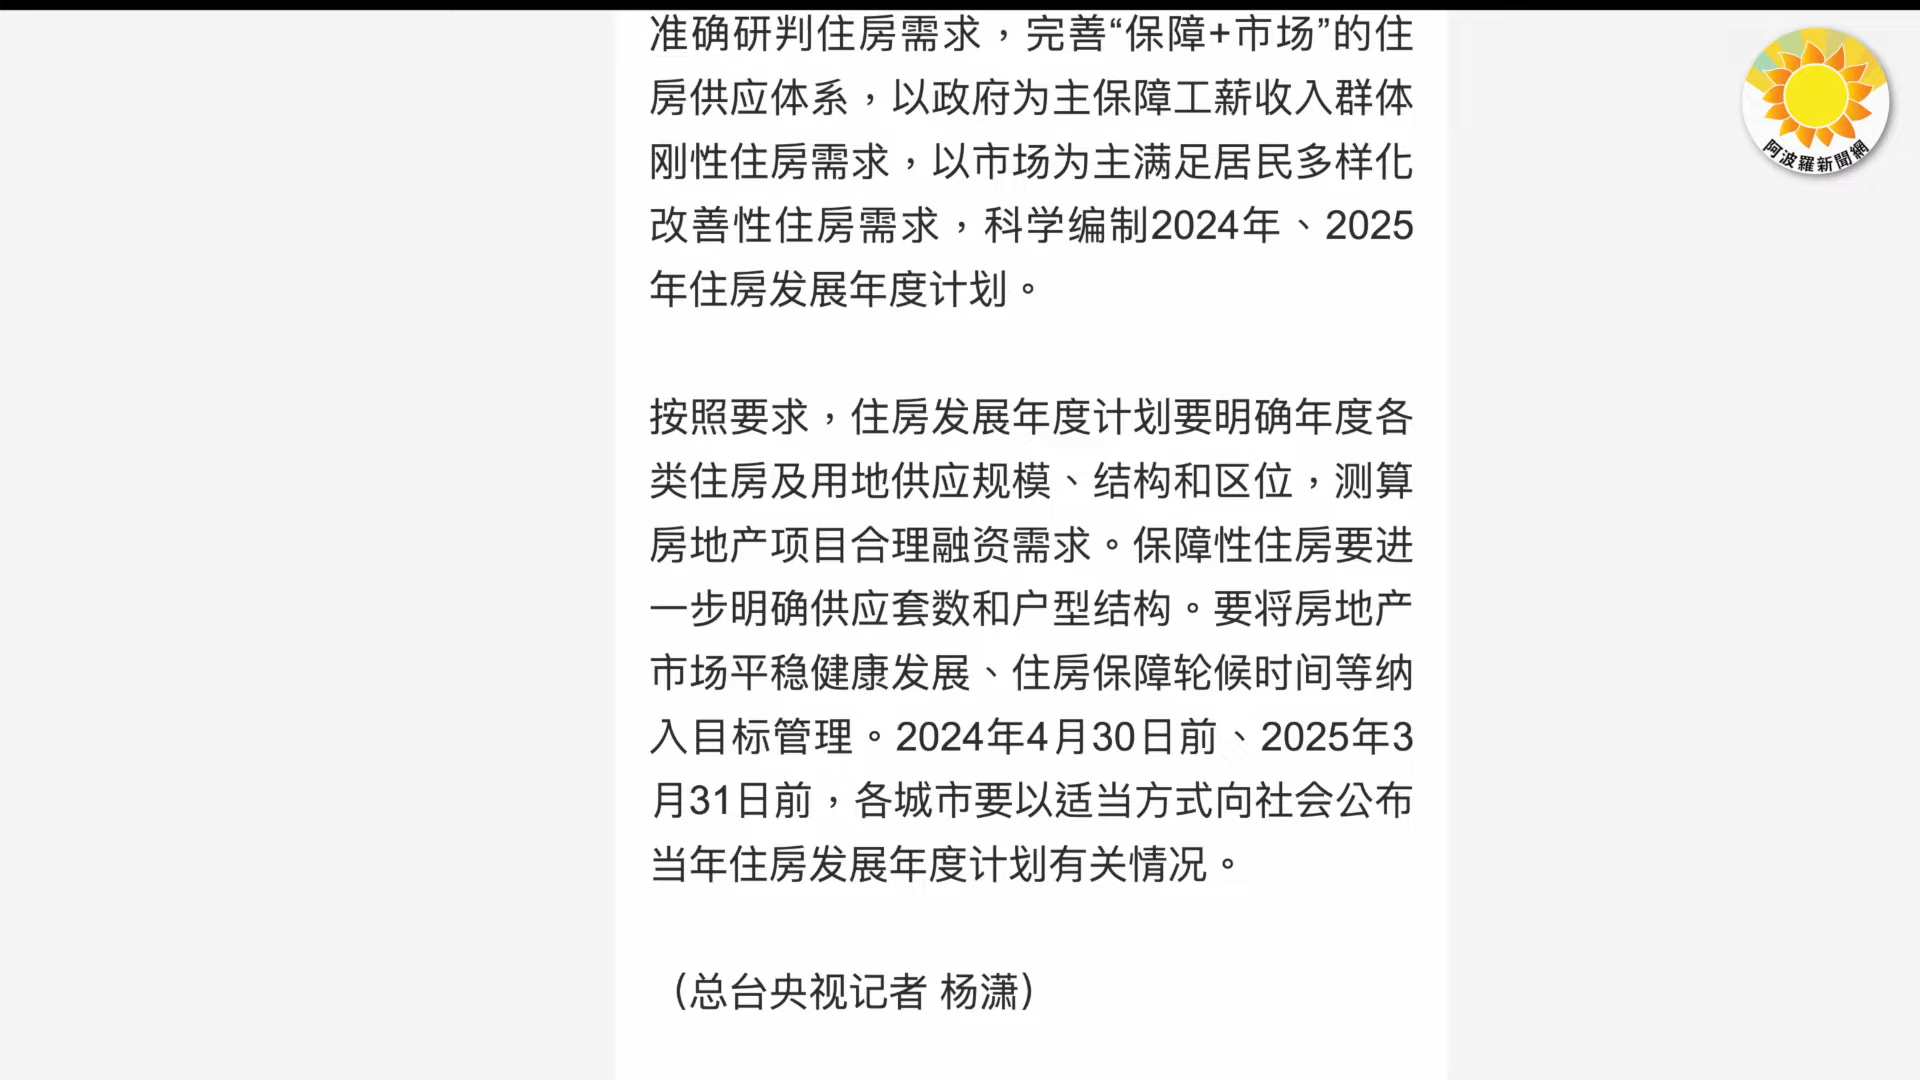 准确研判住房需求，完善“保障+市场”的住
房供应体系，以政府为主保障工薪收入群体
刚性住房需求，以市场为主满足居民多样化
改善性住房需求，科学编制2024年、2025
年住房发展年度计划。
按照要求，住房发展年度计划要明确年度各
类住房及用地供应规模、结构和区位，测算
房地产项目合理融资需求。保障性住房要进
一步明确供应套数和户型结构。要将房地产
市场平稳健康发展、住房保障轮候时间等纳
入目标管理。2024年4月30日前、2025年3
月31日前，各城市要以适当方式向社会公布
当年住房发展年度计划有关情况。
（总台央视记者 杨潇）
阿波羅新聞網